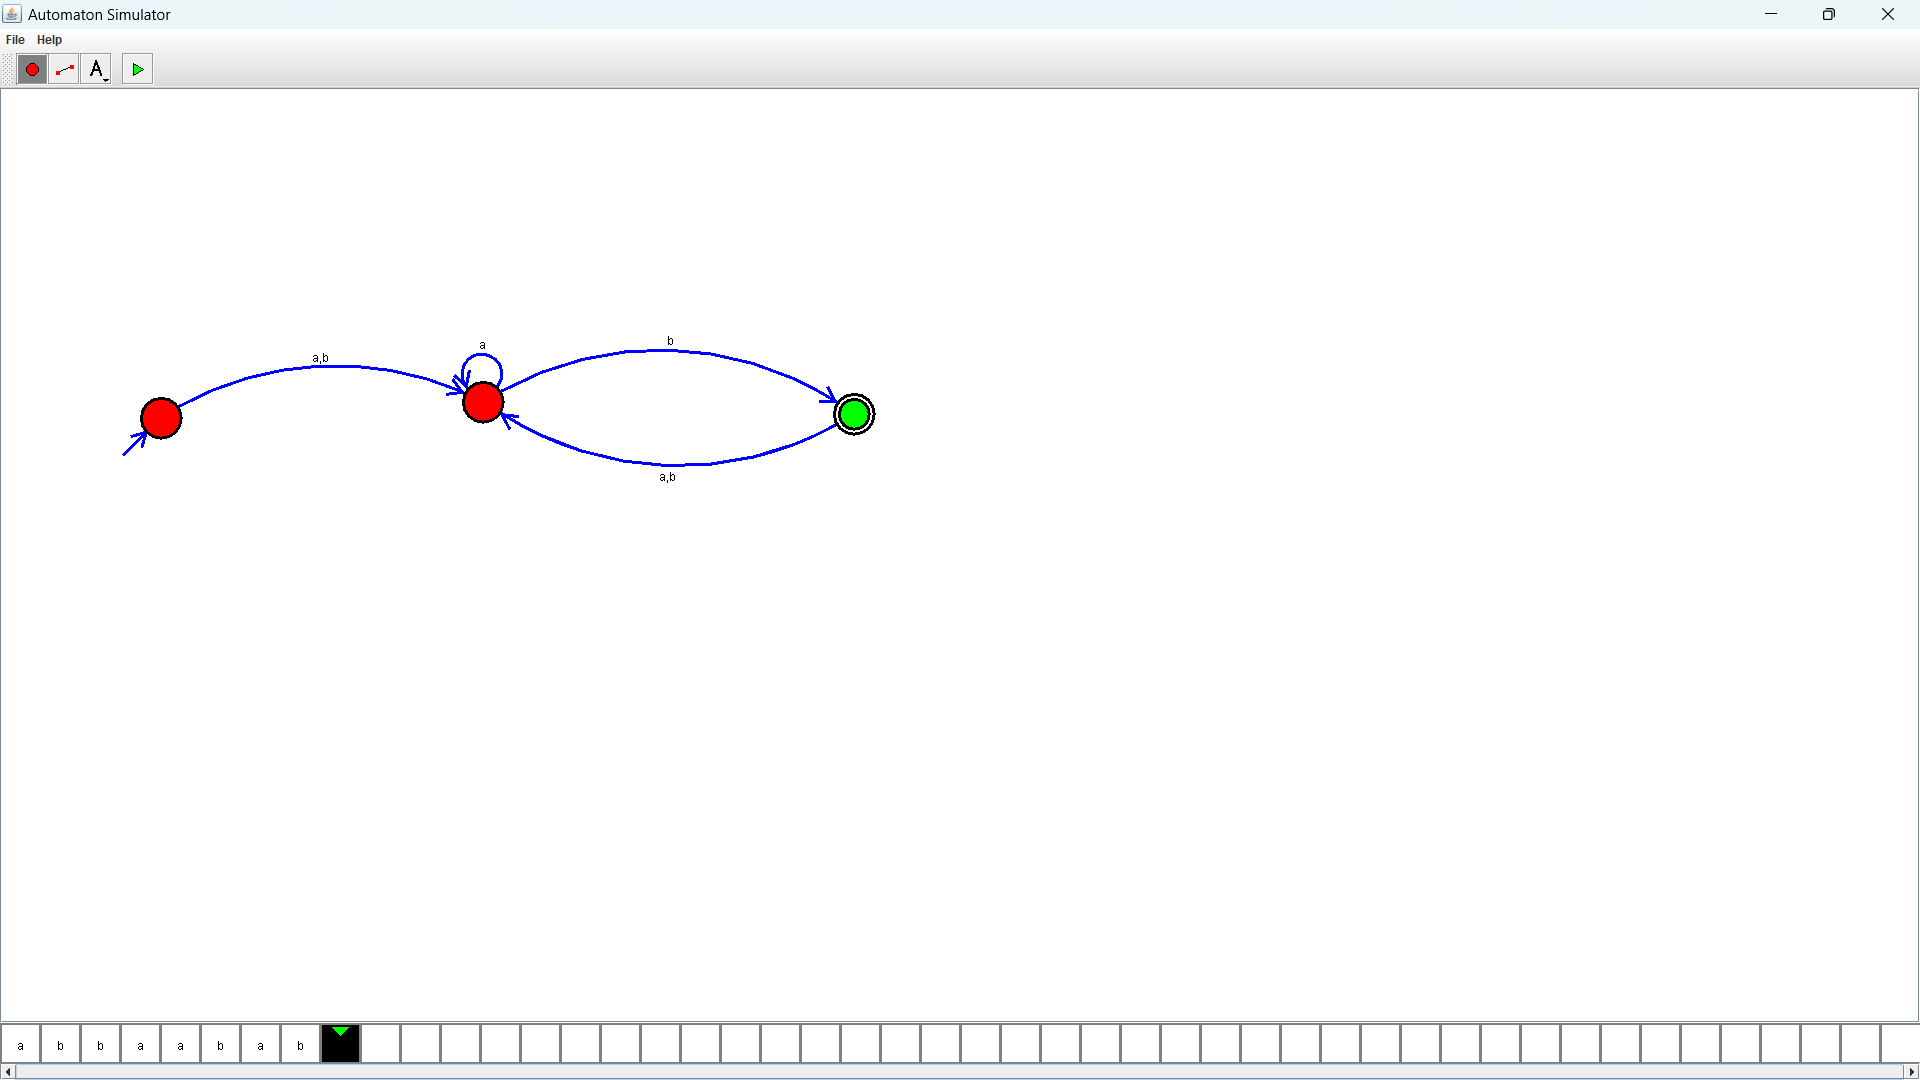 Automaton Simulator
File Help
A
b
a
a,b
a,b
a b b a a b a b